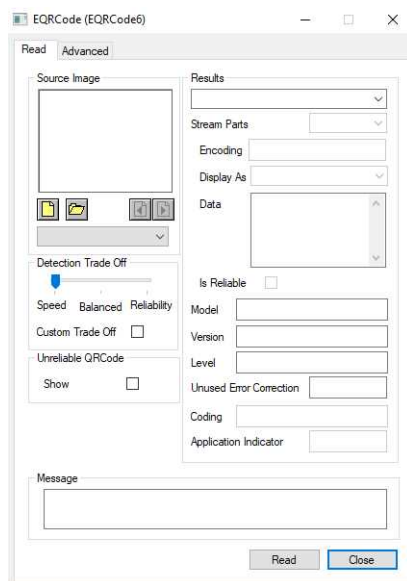 EQRCode (EQRCode6)
Read Advanced
Source Image
Detection Trade Off
Speed Balanced Reliability
Custom Trade Off
Unreliable QRCode
Show
Results
Stream Parts
Encoding
Display As
Data
Is Reliable
Model
Version
Level
Unused Error Correction
Coding
Application Indicator
Message
Read Close